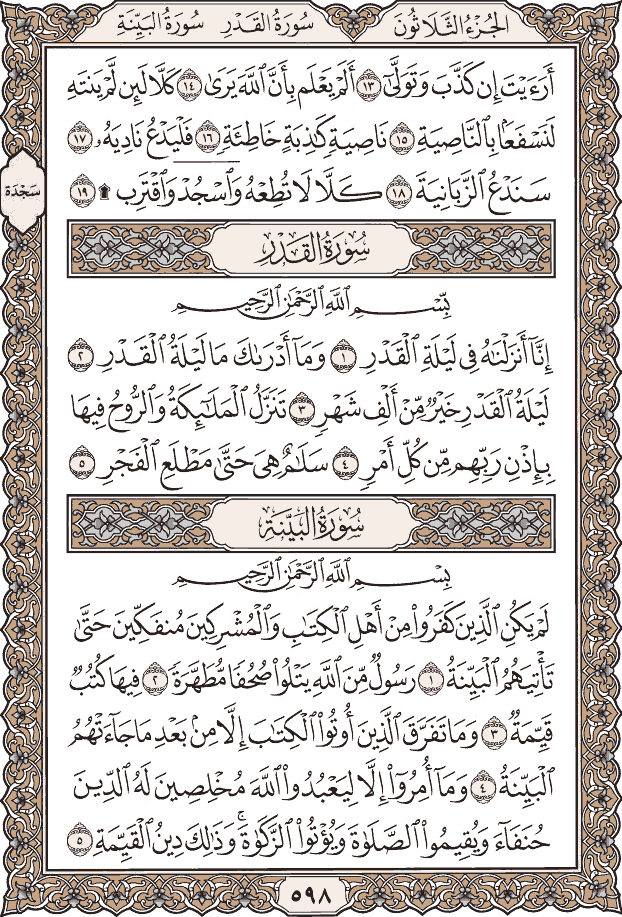 الجُزْءُ الثَّلَاثُونَ سُورَةُ القَدْرِ سُورَةُ البَيِّنَةِ
أَرَءَيْتَ إِن كَذَّبَ وَتَوَلَّىٰٓ ١٣ أَلَمْ يَعْلَم بِأَنَّ ٱللَّهَ يَرَىٰ ١٤ كَلَّا لَئِن لَّمْ يَنتَهِ
لَنَسْفَعًۢا بِٱلنَّاصِيَةِ ١٥ نَاصِيَةٍ كَٰذِبَةٍ خَاطِئَةٍ ١٦ فَلْيَدْعُ نَادِيَهُۥ ١٧
سَنَدْعُ ٱلزَّبَانِيَةَ ١٨ كَلَّا لَا تُطِعْهُ وَٱسْجُدْ وَٱقْتَرِب ۩ ١٩
سَجْدَة
سُورَةُ القَدْرِ
بِسْمِ ٱللَّهِ ٱلرَّحْمَٰنِ ٱلرَّحِيمِ
إِنَّآ أَنزَلْنَٰهُ فِى لَيْلَةِ ٱلْقَدْرِ ١ وَمَآ أَدْرَىٰكَ مَا لَيْلَةُ ٱلْقَدْرِ ٢
لَيْلَةُ ٱلْقَدْرِ خَيْرٌ مِّنْ أَلْفِ شَهْرٍ ٣ تَنَزَّلُ ٱلْمَلَٰٓئِكَةُ وَٱلرُّوحُ فِيهَا
بِإِذْنِ رَبِّهِم مِّن كُلِّ أَمْرٍ ٤ سَلَٰمٌ هِىَ حَتَّىٰ مَطْلَعِ ٱلْفَجْرِ ٥
سُورَةُ البَيِّنَةِ
بِسْمِ ٱللَّهِ ٱلرَّحْمَٰنِ ٱلرَّحِيمِ
لَمْ يَكُنِ ٱلَّذِينَ كَفَرُوا۟ مِنْ أَهْلِ ٱلْكِتَٰبِ وَٱلْمُشْرِكِينَ مُنفَكِّينَ حَتَّىٰ
تَأْتِيَهُمُ ٱلْبَيِّنَةُ ١ رَسُولٌ مِّنَ ٱللَّهِ يَتْلُوا۟ صُحُفًا مُّطَهَّرَةً ٢ فِيهَا كُتُبٌ
قَيِّمَةٌ ٣ وَمَا تَفَرَّقَ ٱلَّذِينَ أُوتُوا۟ ٱلْكِتَٰبَ إِلَّا مِنۢ بَعْدِ مَا جَآءَتْهُمُ
ٱلْبَيِّنَةُ ٤ وَمَآ أُمِرُوٓا۟ إِلَّا لِيَعْبُدُوا۟ ٱللَّهَ مُخْلِصِينَ لَهُ ٱلدِّينَ
حُنَفَآءَ وَيُقِيمُوا۟ ٱلصَّلَوٰةَ وَيُؤْتُوا۟ ٱلزَّكَوٰةَ ۚ وَذَٰلِكَ دِينُ ٱلْقَيِّمَةِ ٥
٥٩٨